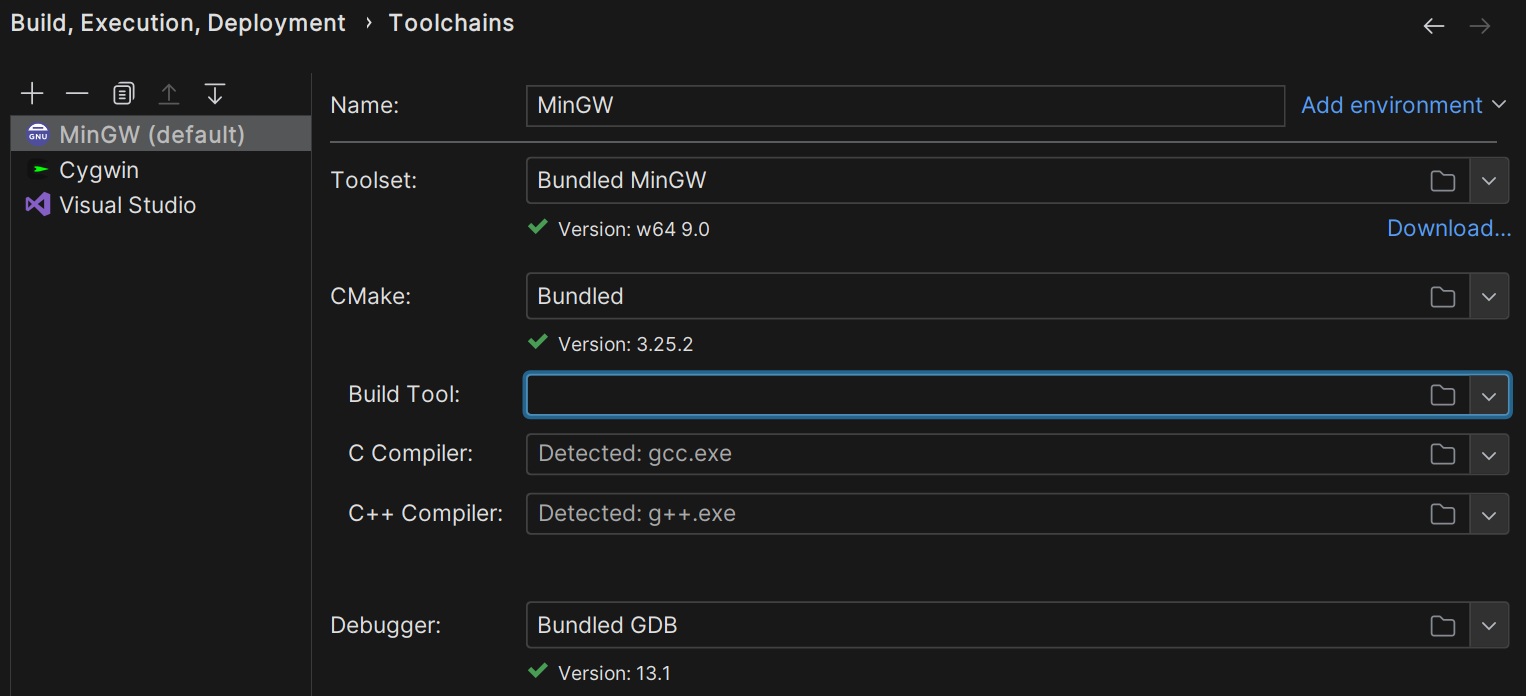 Build, Execution, Deployment › Toolchains
MinGW (default)
Cygwin
Visual Studio
Name: MinGW Add environment
Toolset: Bundled MinGW
Version: w64 9.0 Download...
CMake: Bundled
Version: 3.25.2
Build Tool:
C Compiler: Detected: gcc.exe
C++ Compiler: Detected: g++.exe
Debugger: Bundled GDB
Version: 13.1